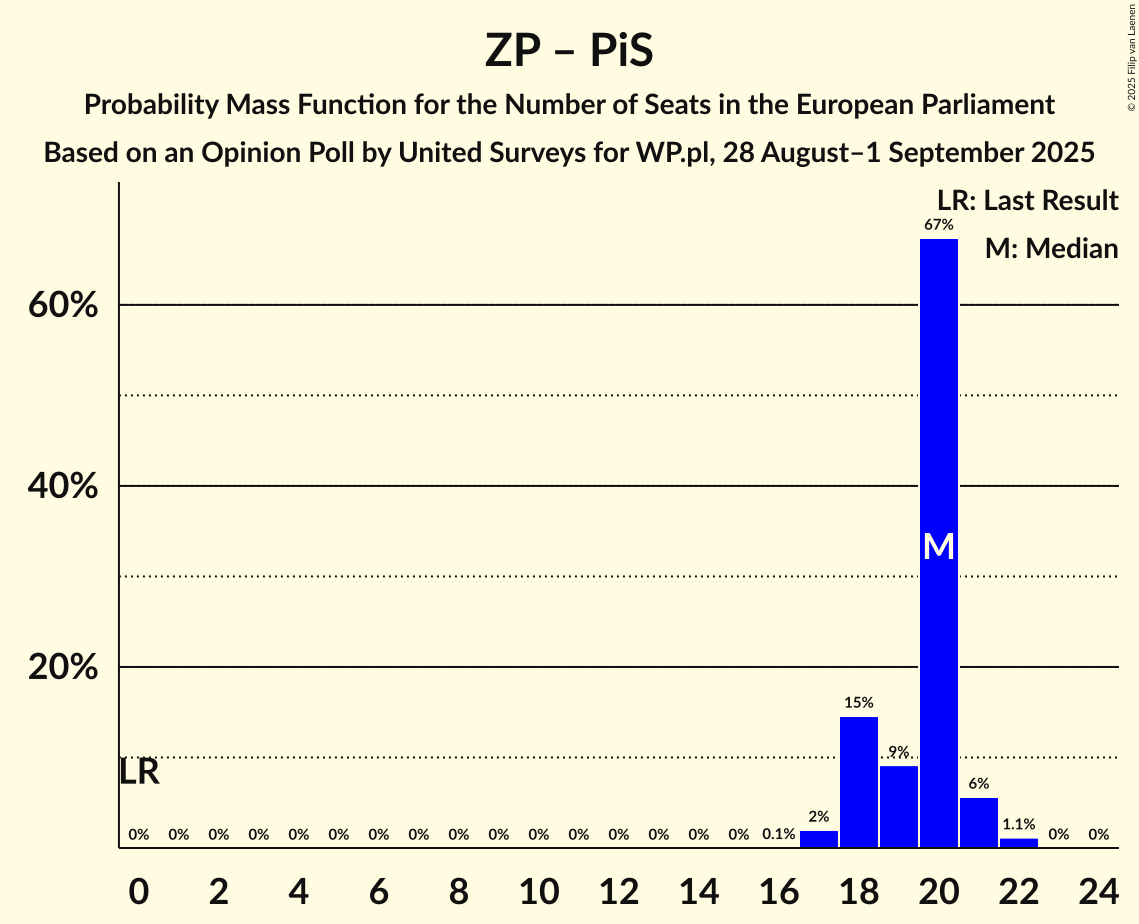 ZP – PiS
Probability Mass Function for the Number of Seats in the European Parliament
Based on an Opinion Poll by United Surveys for WP.pl, 28 August–1 September 2025
© 2025 Filip van Laenen
LR: Last Result
M: Median
60%
40%
20%
LR
M
0% 0% 0% 0% 0% 0% 0% 0% 0% 0% 0% 0% 0% 0% 0% 0% 0.1% 2% 15% 9% 67% 6% 1.1% 0% 0%
0 2 4 6 8 10 12 14 16 18 20 22 24